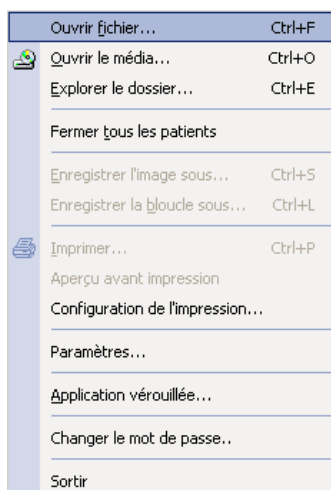 Ouvrir fichier... Ctrl+F
Ouvrir le média... Ctrl+O
Explorer le dossier... Ctrl+E
Fermer tous les patients
Enregistrer l'image sous... Ctrl+S
Enregistrer la bloucle sous... Ctrl+L
Imprimer... Ctrl+P
Aperçu avant impression
Configuration de l'impression...
Paramètres...
Application vérouillée...
Changer le mot de passe..
Sortir